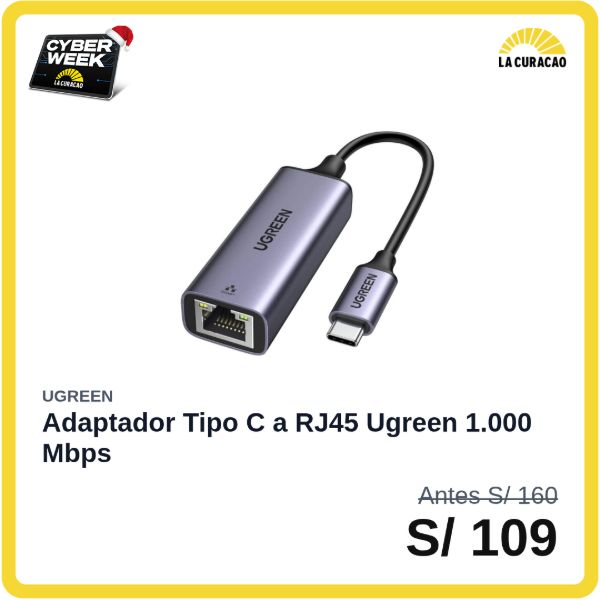 CYBER
WEEK
LA CURACAO
LA CURACAO
UGREEN
UGREEN
UGREEN
Adaptador Tipo C a RJ45 Ugreen 1.000
Mbps
Antes S/ 160
S/ 109